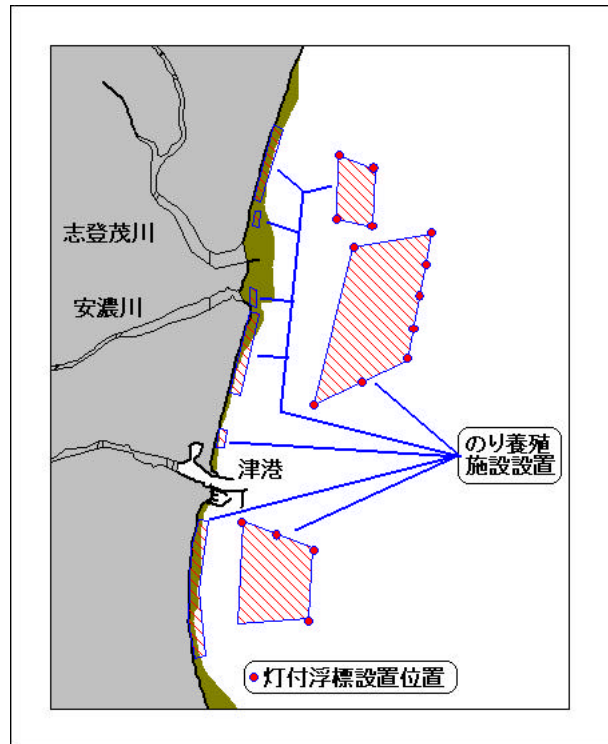 志登茂川
安濃川
津港
のり養殖
施設設置
灯付浮標設置位置